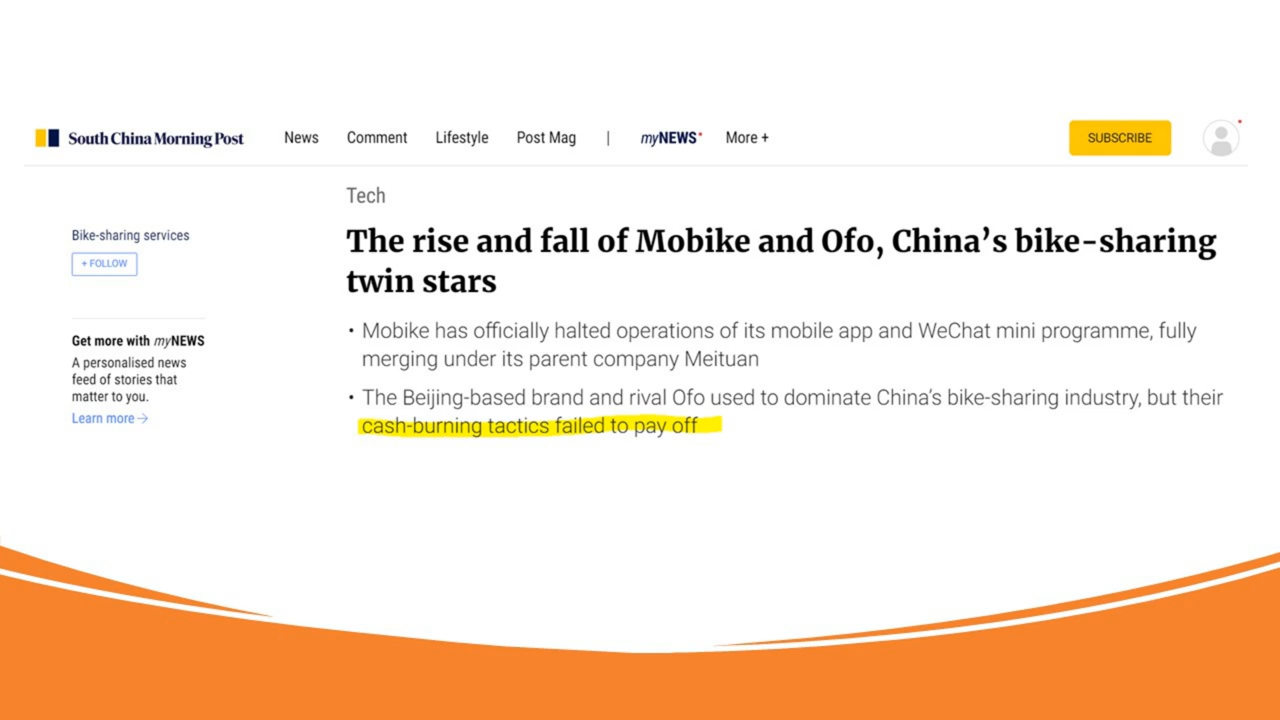 South China Morning Post
News
Comment
Lifestyle
Post Mag
|
myNEWS
More +
SUBSCRIBE
Tech
Bike-sharing services
+ FOLLOW
The rise and fall of Mobike and Ofo, China’s bike-sharing
twin stars
Get more with myNEWS
A personalised news
feed of stories that
matter to you.
Learn more→
• Mobike has officially halted operations of its mobile app and WeChat mini programme, fully
merging under its parent company Meituan
• The Beijing-based brand and rival Ofo used to dominate China’s bike-sharing industry, but their
cash-burning tactics failed to pay off